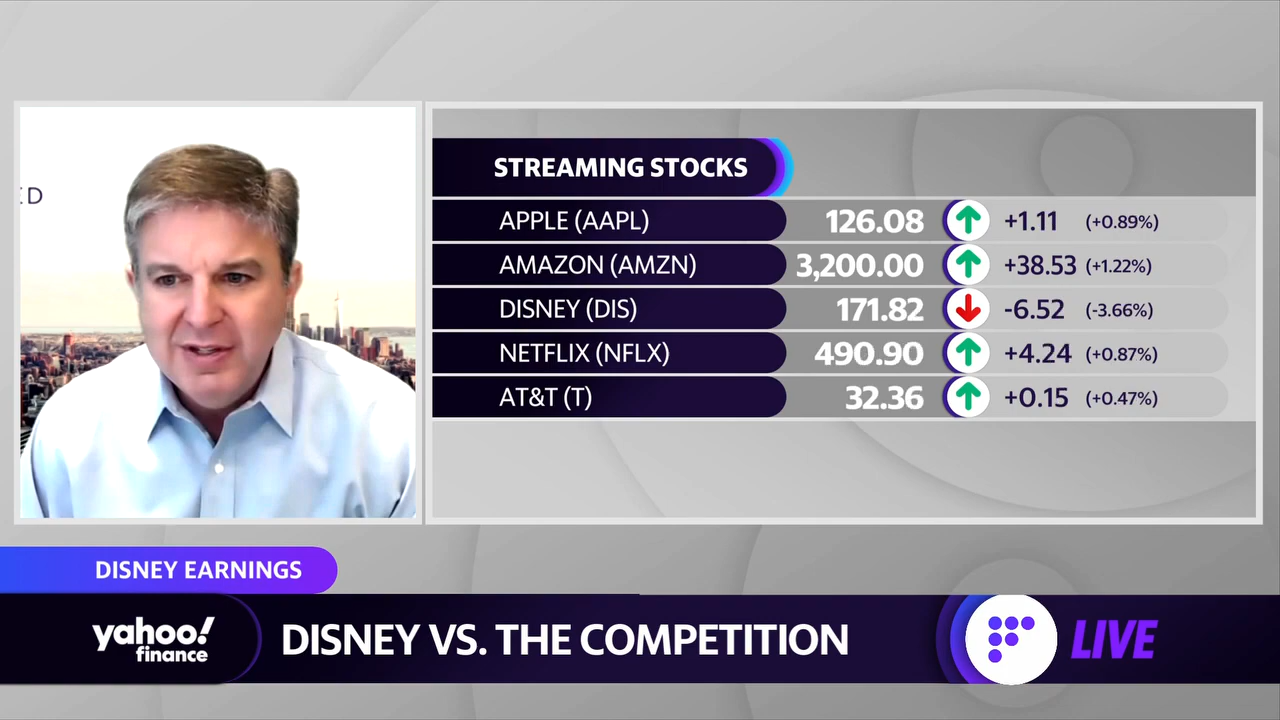 STREAMING STOCKS
APPLE (AAPL) 126.08 +1.11 (+0.89%)
AMAZON (AMZN) 3,200.00 +38.53 (+1.22%)
DISNEY (DIS) 171.82 -6.52 (-3.66%)
NETFLIX (NFLX) 490.90 +4.24 (+0.87%)
AT&T (T) 32.36 +0.15 (+0.47%)
DISNEY EARNINGS
yahoo!
finance
DISNEY VS. THE COMPETITION
LIVE